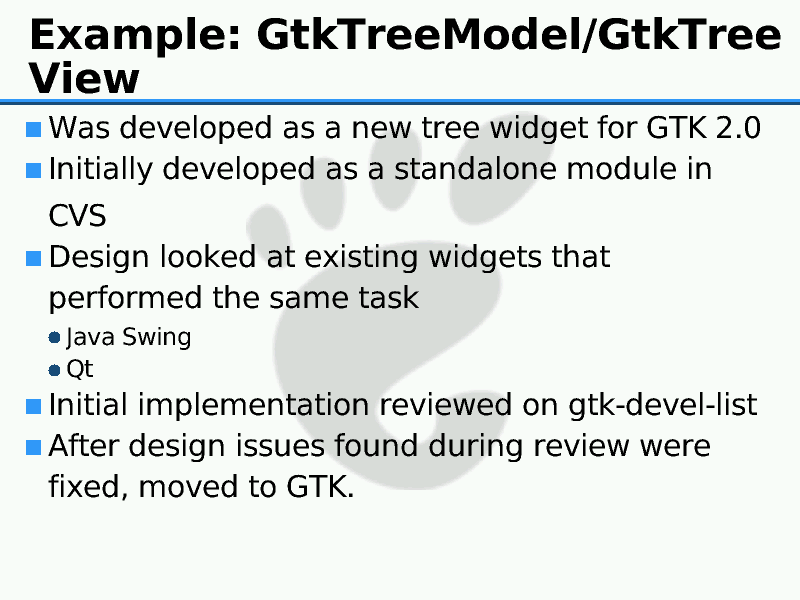 Example: GtkTreeModel/GtkTree
View
Was developed as a new tree widget for GTK 2.0
Initially developed as a standalone module in
CVS
Design looked at existing widgets that
performed the same task
Java Swing
Qt
Initial implementation reviewed on gtk-devel-list
After design issues found during review were
fixed, moved to GTK.